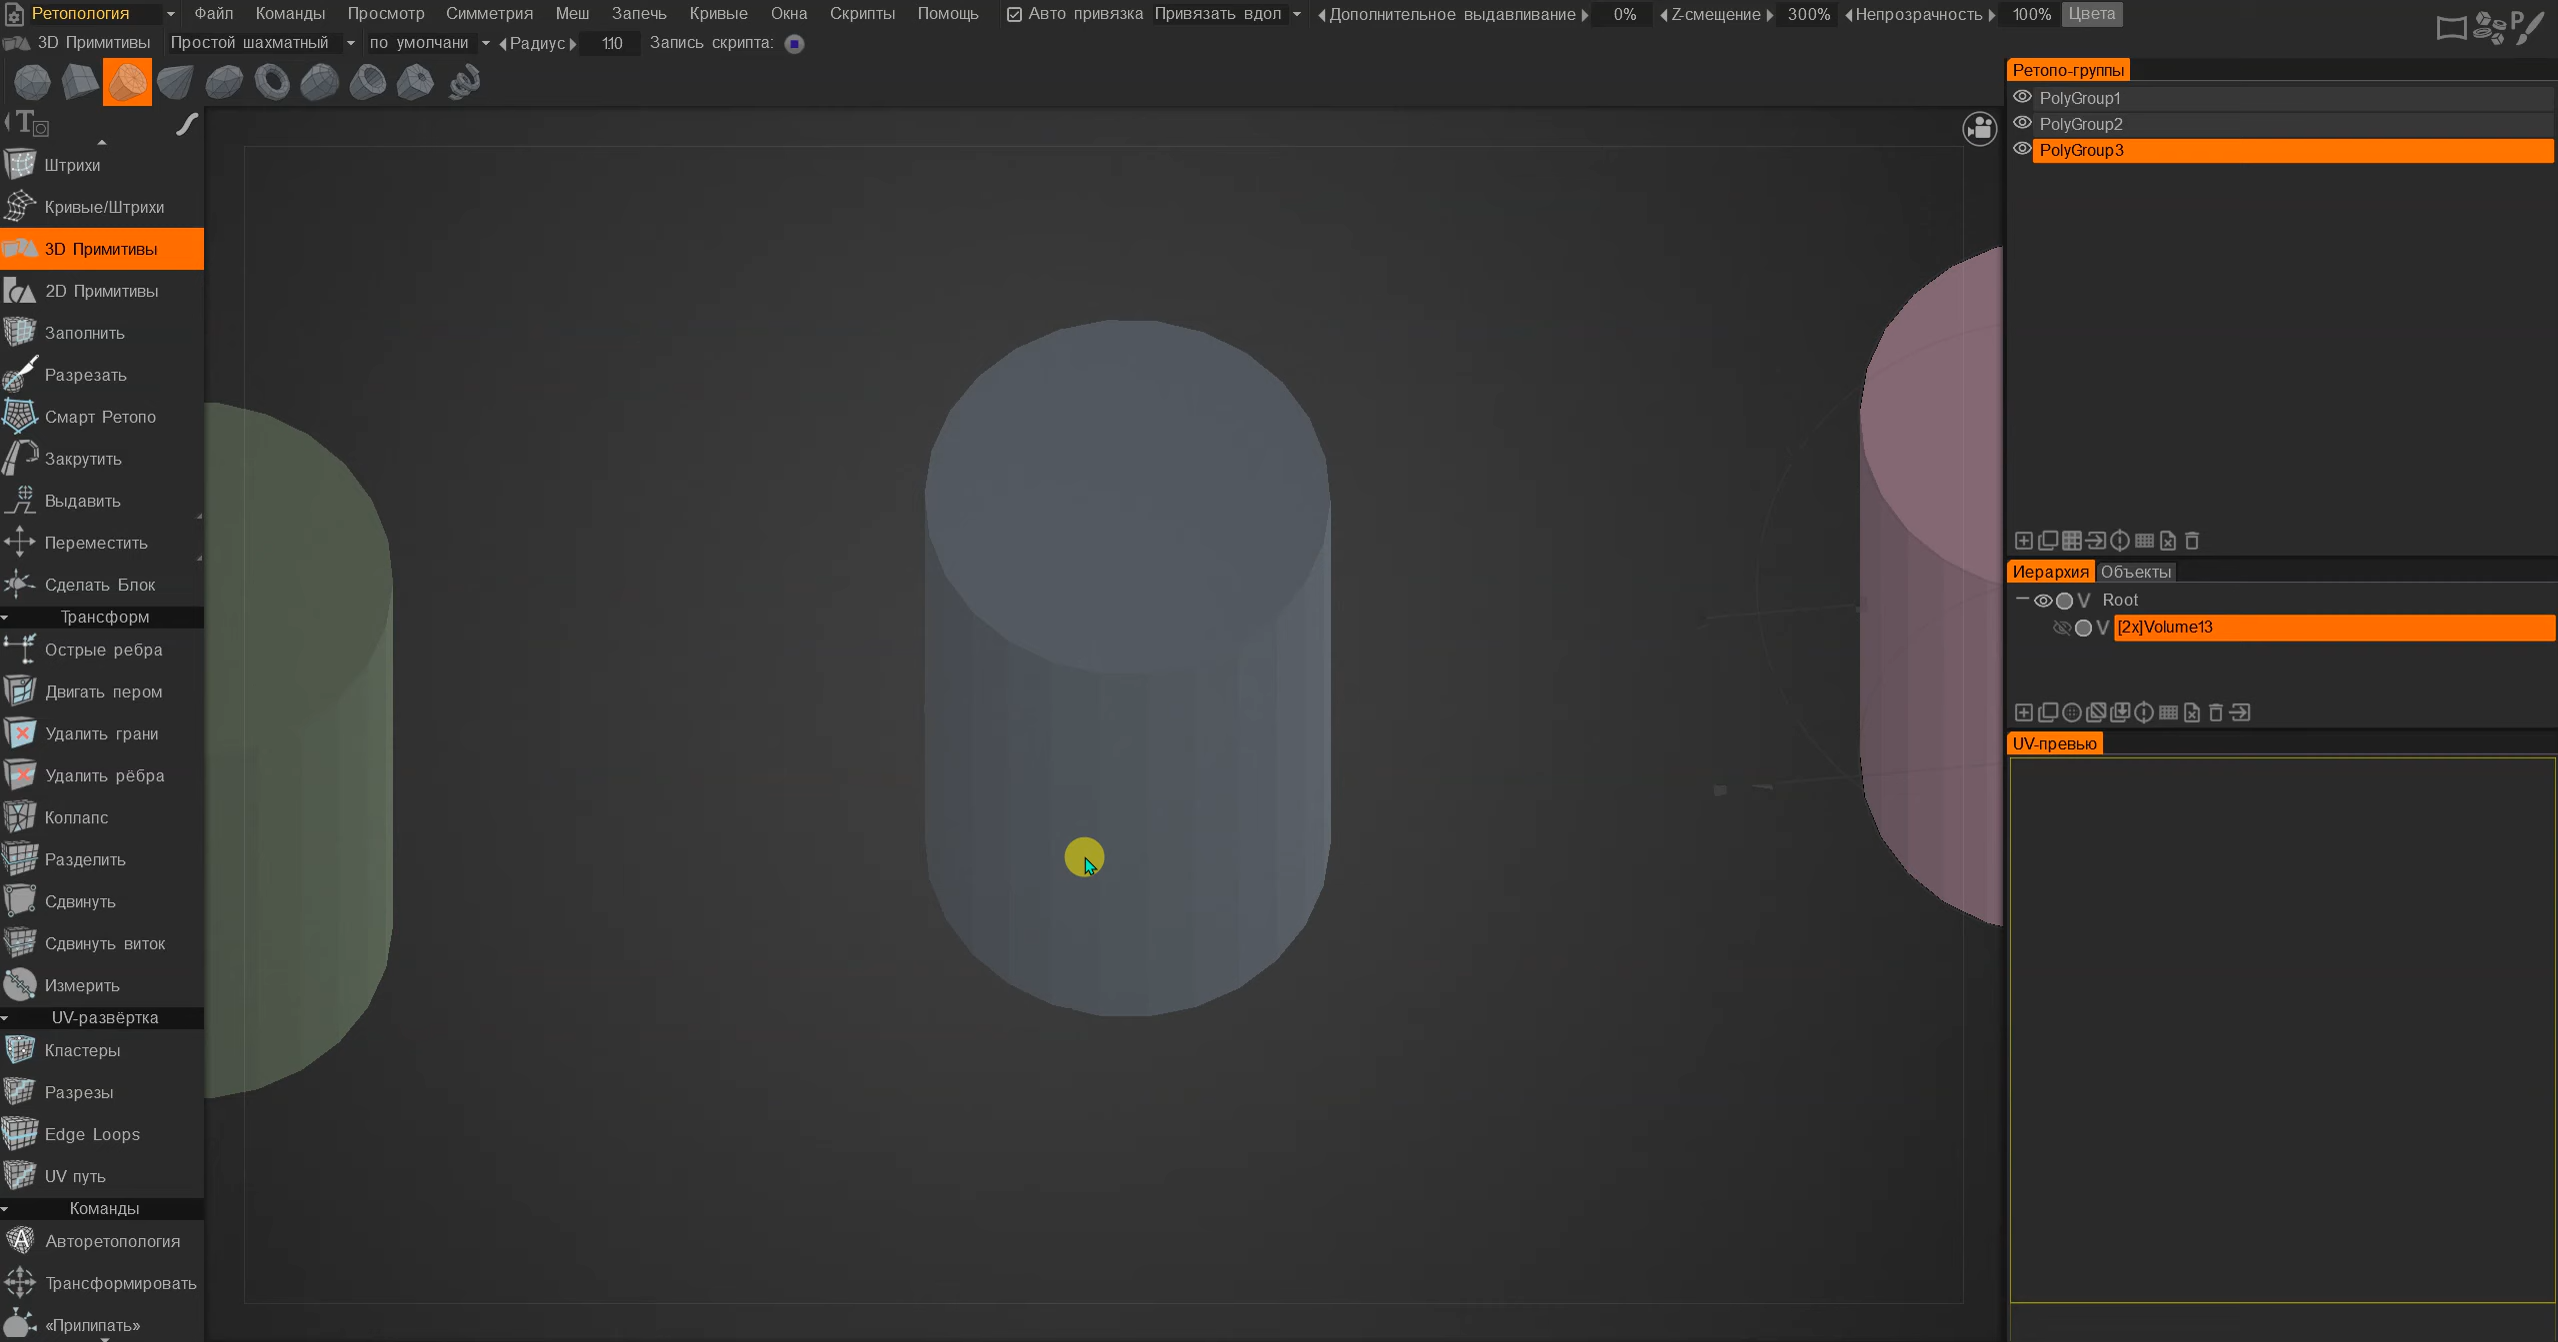 Ретопология Файл Команды Просмотр Симметрия Меш Запечь Кривые Окна Скрипты Помощь Авто привязка Привязать вдол Дополнительное выдавливание 0% Z-смещение 300% Непрозрачность 100% Цвета
3D Примитивы Простой шахматный по умолчани Радиус 110 Запись скрипта:
Штрихи
Кривые/Штрихи
3D Примитивы
2D Примитивы
Заполнить
Разрезать
Смарт Ретопо
Закрутить
Выдавить
Переместить
Сделать Блок
Трансформ
Острые ребра
Двигать пером
Удалить грани
Удалить рёбра
Коллапс
Разделить
Сдвинуть
Сдвинуть виток
Измерить
UV-развёртка
Кластеры
Разрезы
Edge Loops
UV путь
Команды
Авторетопология
Трансформировать
«Прилипать»
Ретопо-группы
PolyGroup1
PolyGroup2
PolyGroup3
Иерархия Объекты
V Root
V [2x]Volume13
UV-превью